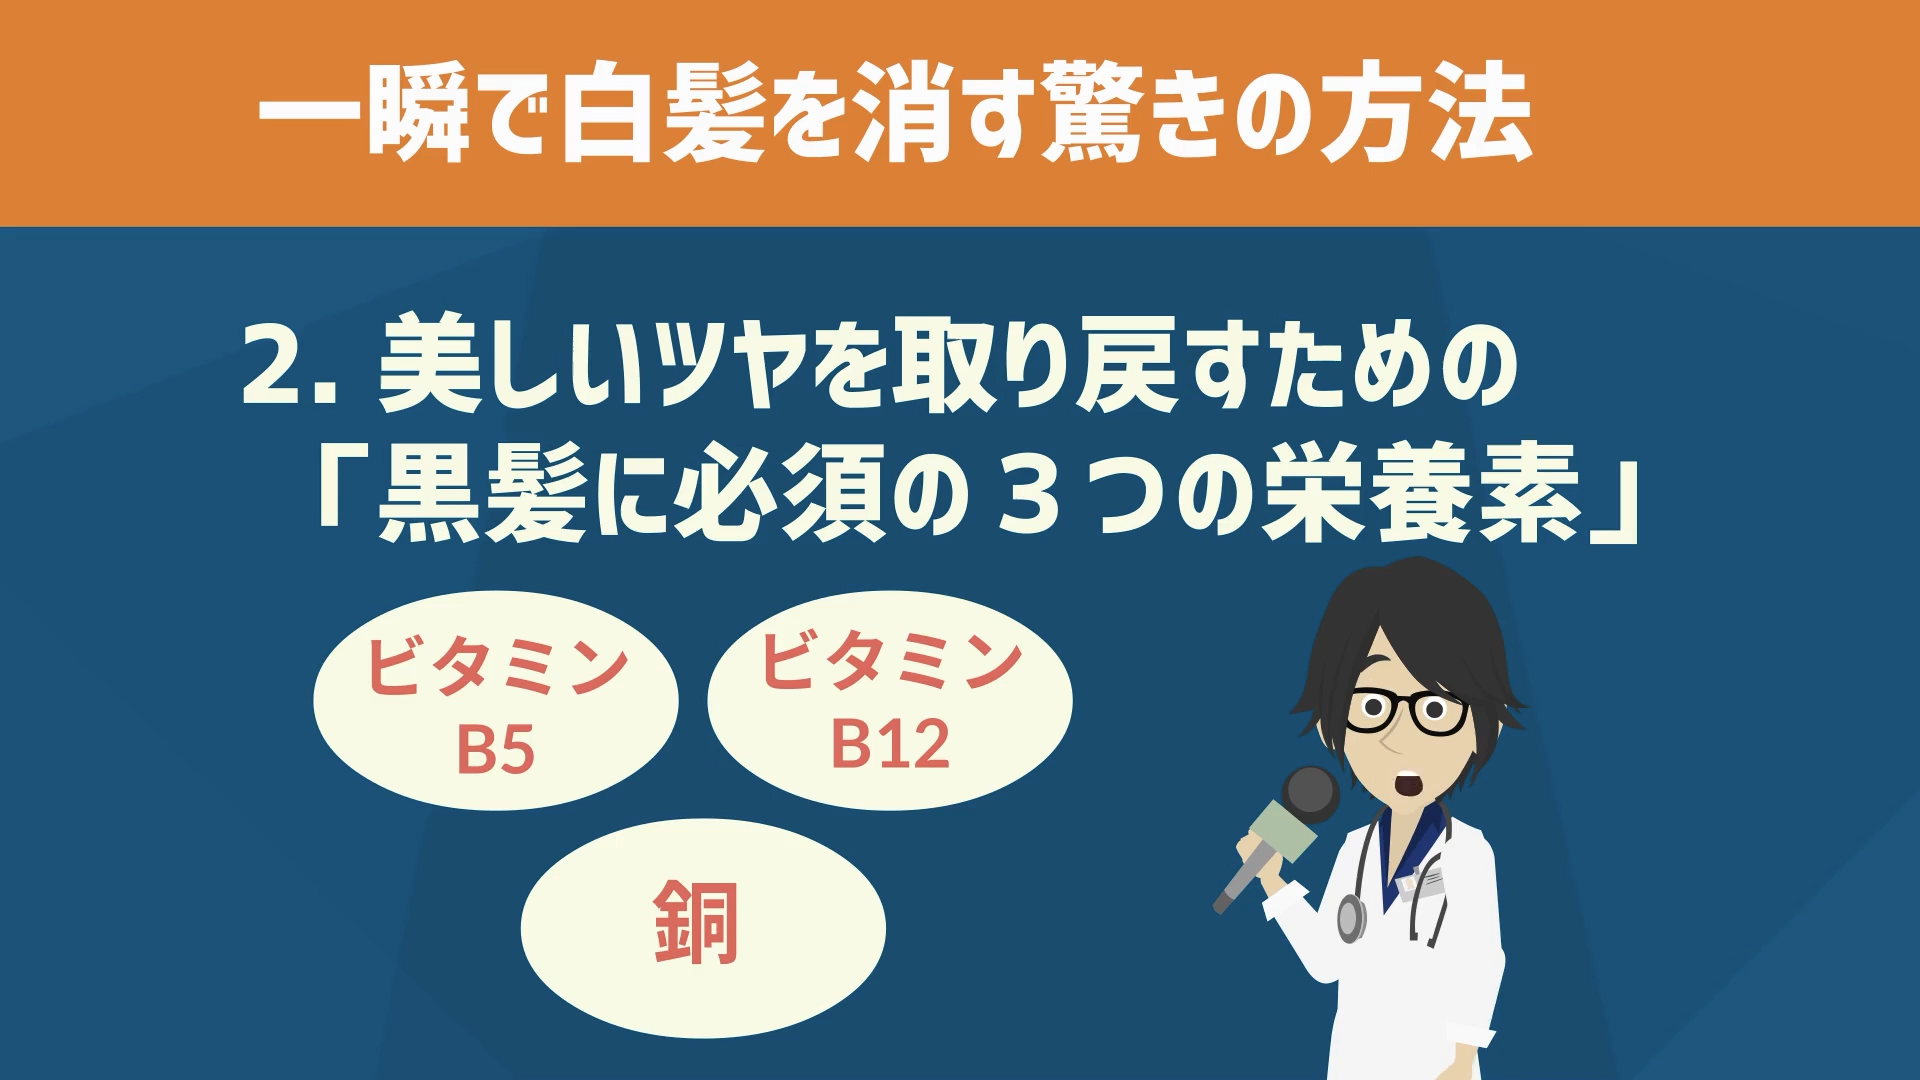 一瞬で白髪を消す驚きの方法
2. 美しいツヤを取り戻すための
「黒髪に必須の３つの栄養素」
ビタミン
B5
ビタミン
B12
銅